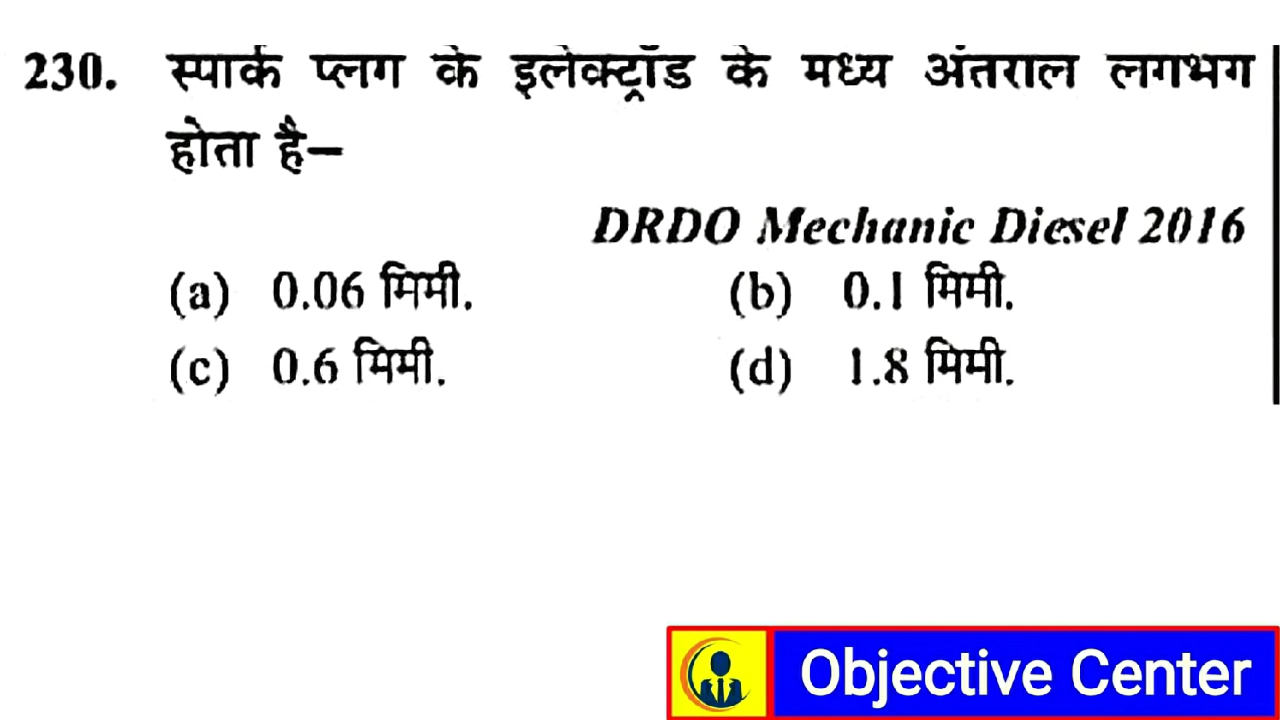 230. स्पार्क प्लग के इलेक्ट्रॉड के मध्य अंतराल लगभग
होता है–
DRDO Mechanic Diesel 2016
(a) 0.06 मिमी. (b) 0.1 मिमी.
(c) 0.6 मिमी. (d) 1.8 मिमी.
Objective Center